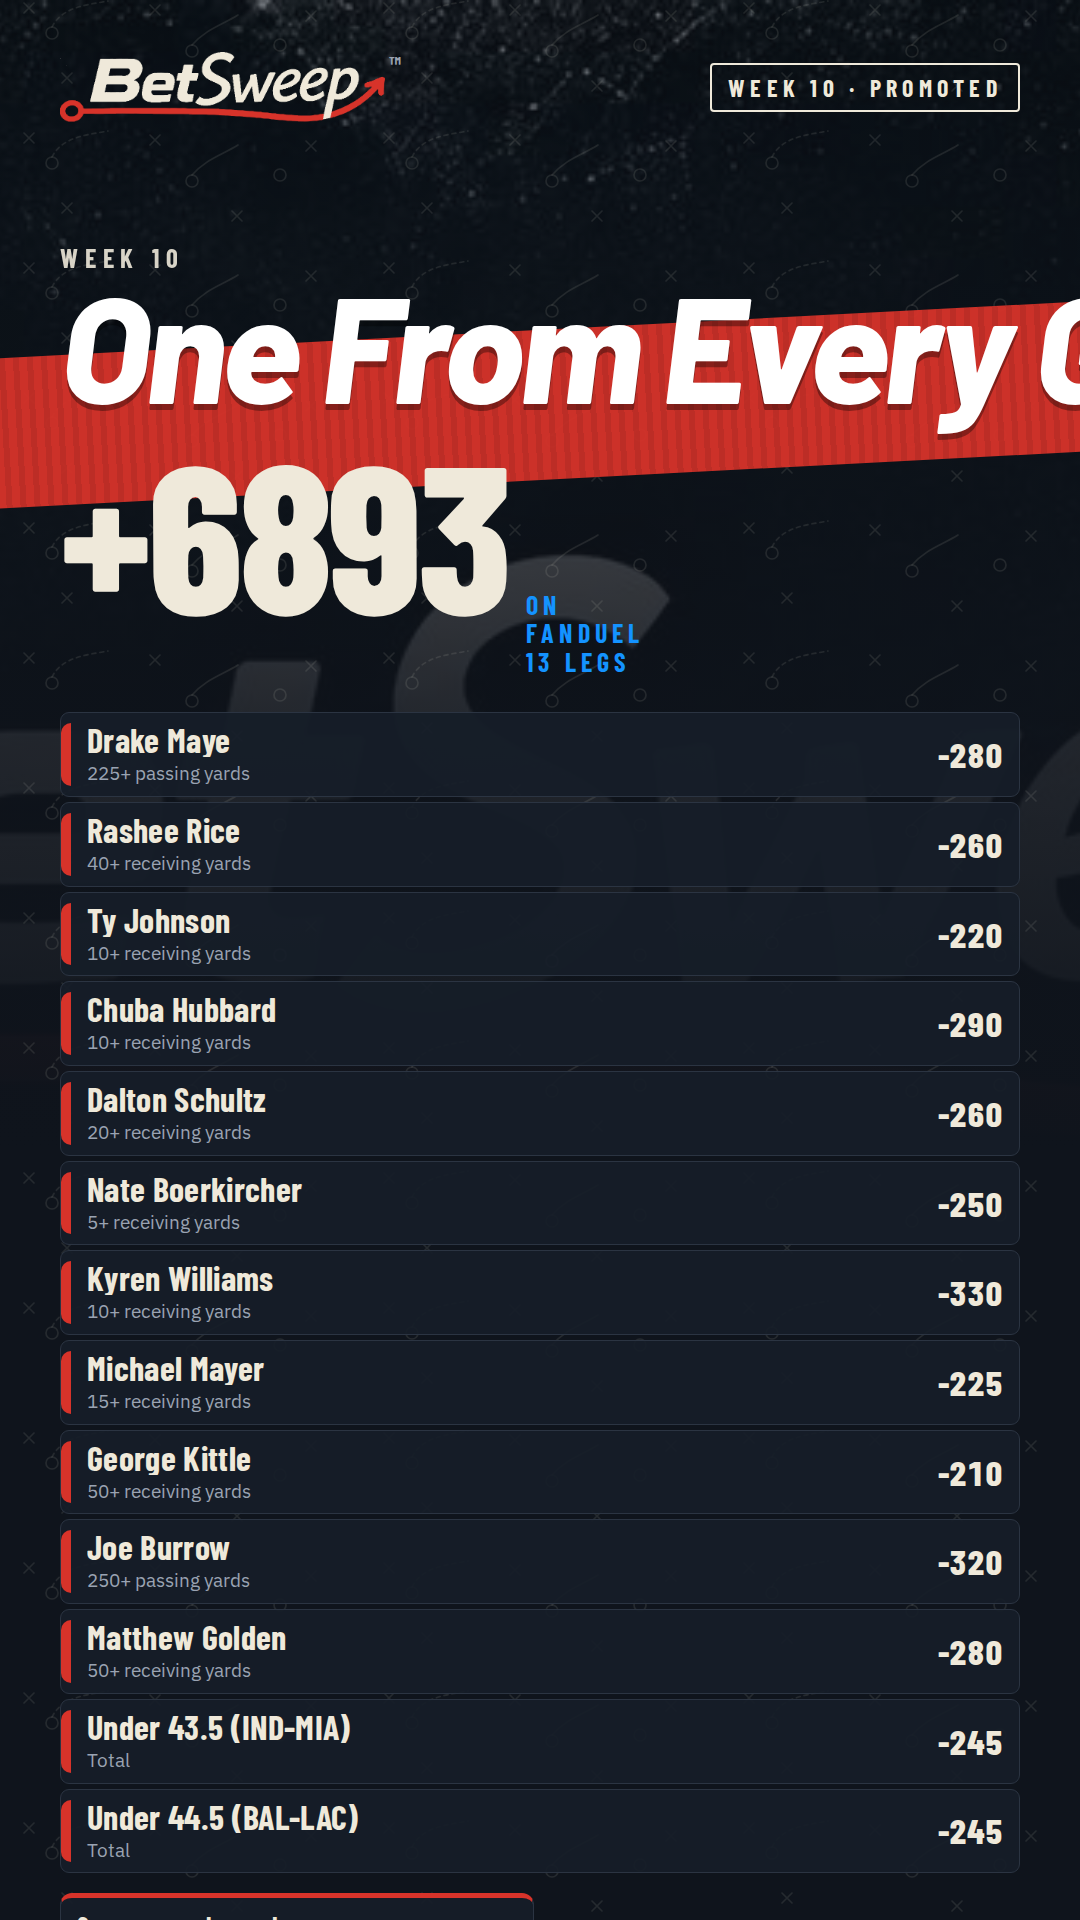 BetSweep™
WEEK 10 · PROMOTED
WEEK 10
One From Every
+6893
ON
FANDUEL
13 LEGS
Drake Maye
225+ passing yards
-280
Rashee Rice
40+ receiving yards
-260
Ty Johnson
10+ receiving yards
-220
Chuba Hubbard
10+ receiving yards
-290
Dalton Schultz
20+ receiving yards
-260
Nate Boerkircher
5+ receiving yards
-250
Kyren Williams
10+ receiving yards
-330
Michael Mayer
15+ receiving yards
-225
George Kittle
50+ receiving yards
-210
Joe Burrow
250+ passing yards
-320
Matthew Golden
50+ receiving yards
-280
Under 43.5 (IND-MIA)
Total
-245
Under 44.5 (BAL-LAC)
Total
-245